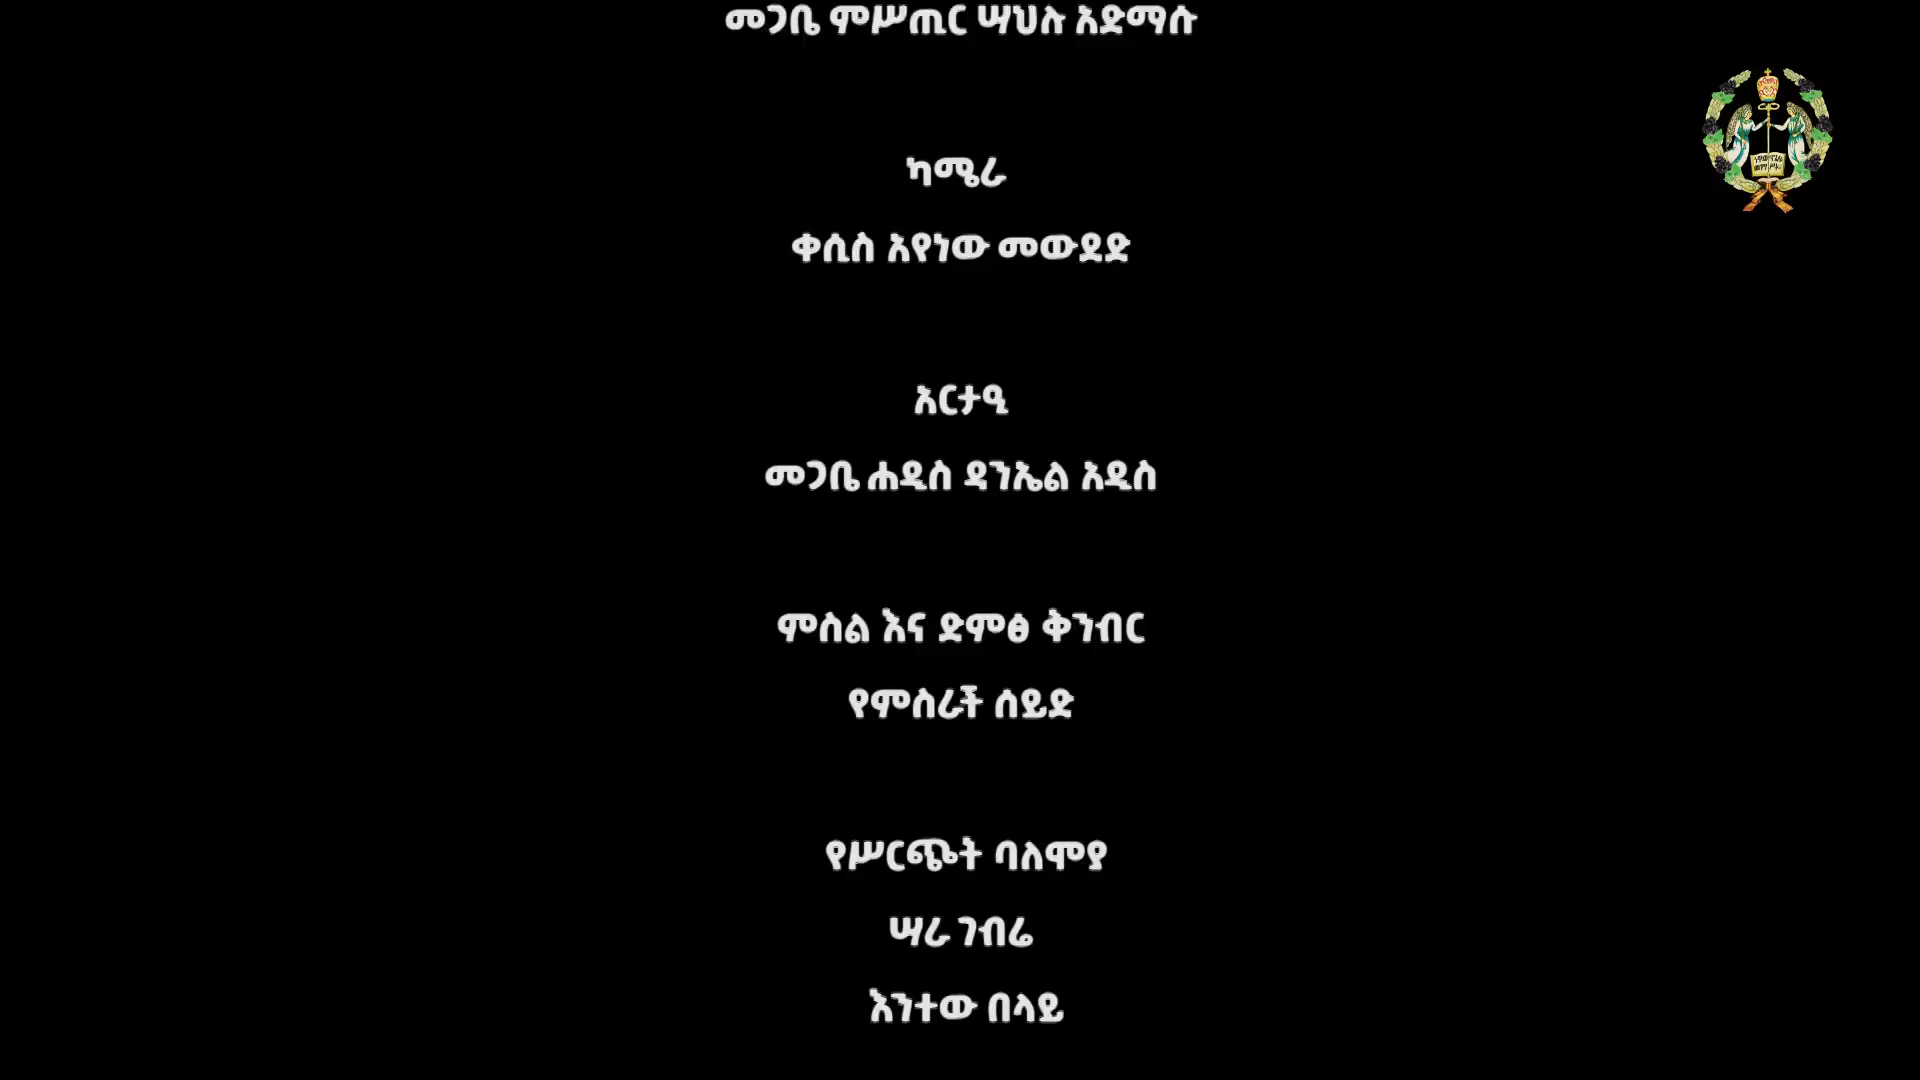 መጋቤ ምሥጢር ሣህሉ አድማሱ
ካሜራ
ቀሲስ አየነው መውደድ
አርታዒ
መጋቤ ሐዲስ ዳንኤል አዲስ
ምስል እና ድምፅ ቅንብር
የምስራች ሰይድ
የሥርጭት ባለሞያ
ሣራ ገብሬ
እንተው በላይ